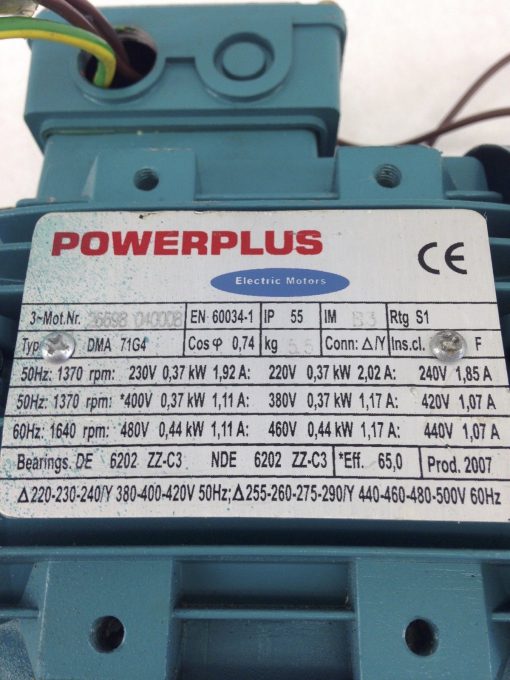 POWERPLUS
Electric Motors
CE
3~Mot.Nr. 26698 040008 EN 60034-1 IP 55 IM B3 Rtg S1
Typ DMA 71G4 Cos φ 0,74 kg 5,5 Conn: Δ/Y Ins.cl. F
50Hz: 1370 rpm: 230V 0,37 kW 1,92 A: 220V 0,37 kW 2,02 A: 240V 1,85 A
50Hz: 1370 rpm: *400V 0,37 kW 1,11 A: 380V 0,37 kW 1,17 A: 420V 1,07 A
60Hz: 1640 rpm: *480V 0,44 kW 1,11 A: 460V 0,44 kW 1,17 A: 440V 1,07 A
Bearings. DE 6202 ZZ-C3 NDE 6202 ZZ-C3 *Eff. 65,0 Prod. 2007
Δ220-230-240/Y 380-400-420V 50Hz; Δ255-260-275-290/Y 440-460-480-500V 60Hz